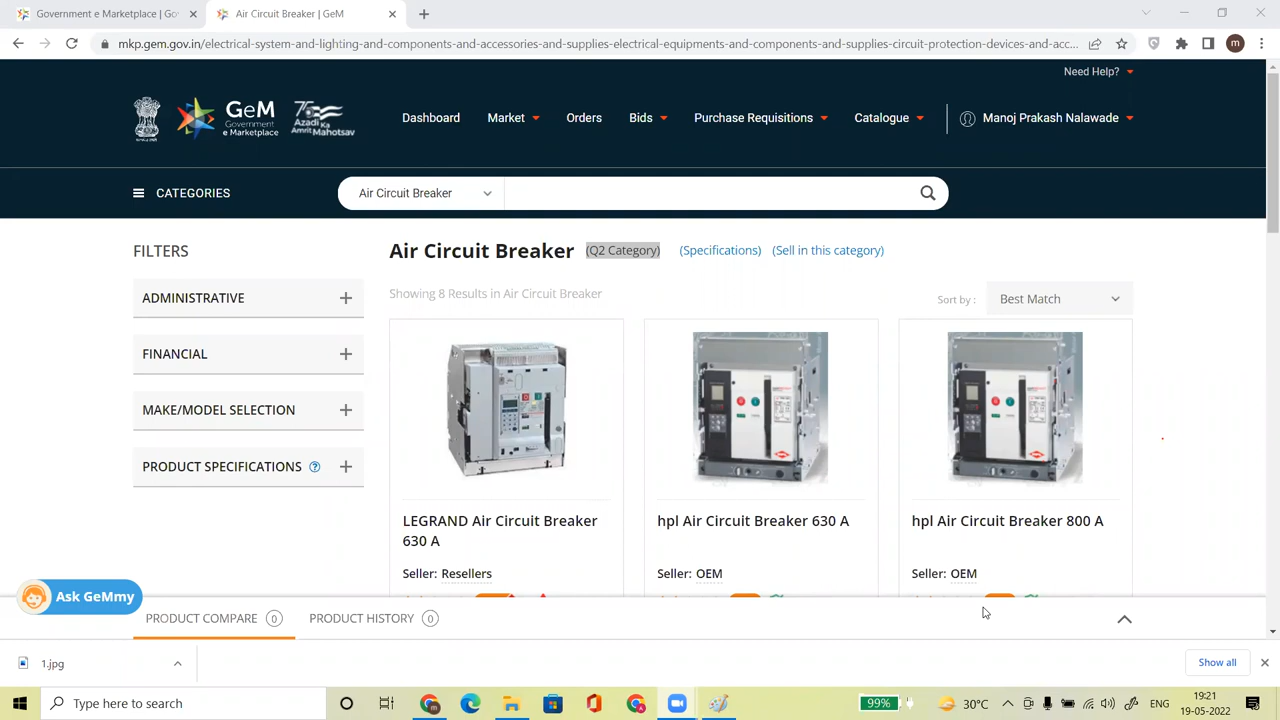 Government e Marketplace | Go
Air Circuit Breaker | GeM
mkp.gem.gov.in/electrical-system-and-lighting-and-components-and-accessories-and-supplies-electrical-equipments-and-components-and-supplies-circuit-protection-devices-and-acc...
m
Need Help?
GeM
Government
e Marketplace
75
Azadi
Ka
Amrit Mahotsav
Dashboard
Market
Orders
Bids
Purchase Requisitions
Catalogue
Manoj Prakash Nalawade
CATEGORIES
Air Circuit Breaker
FILTERS
Air Circuit Breaker (Q2 Category) (Specifications) (Sell in this category)
Showing 8 Results in Air Circuit Breaker
Sort by : Best Match
ADMINISTRATIVE +
FINANCIAL +
MAKE/MODEL SELECTION +
PRODUCT SPECIFICATIONS ? +
LEGRAND Air Circuit Breaker
630 A
Seller: Resellers
hpl Air Circuit Breaker 630 A
Seller: OEM
hpl Air Circuit Breaker 800 A
Seller: OEM
Ask GeMmy
PRODUCT COMPARE 0
PRODUCT HISTORY 0
1.jpg
Show all
Type here to search
99%
30°C
ENG
19:21
19-05-2022